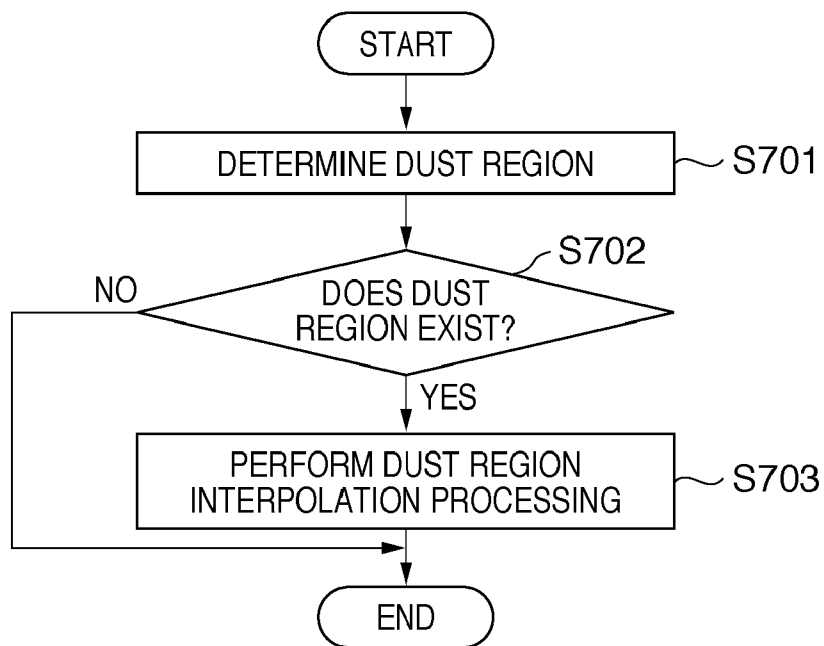 START
DETERMINE DUST REGION
S701
S702
NO
DOES DUST
REGION EXIST?
YES
PERFORM DUST REGION
INTERPOLATION PROCESSING
S703
END